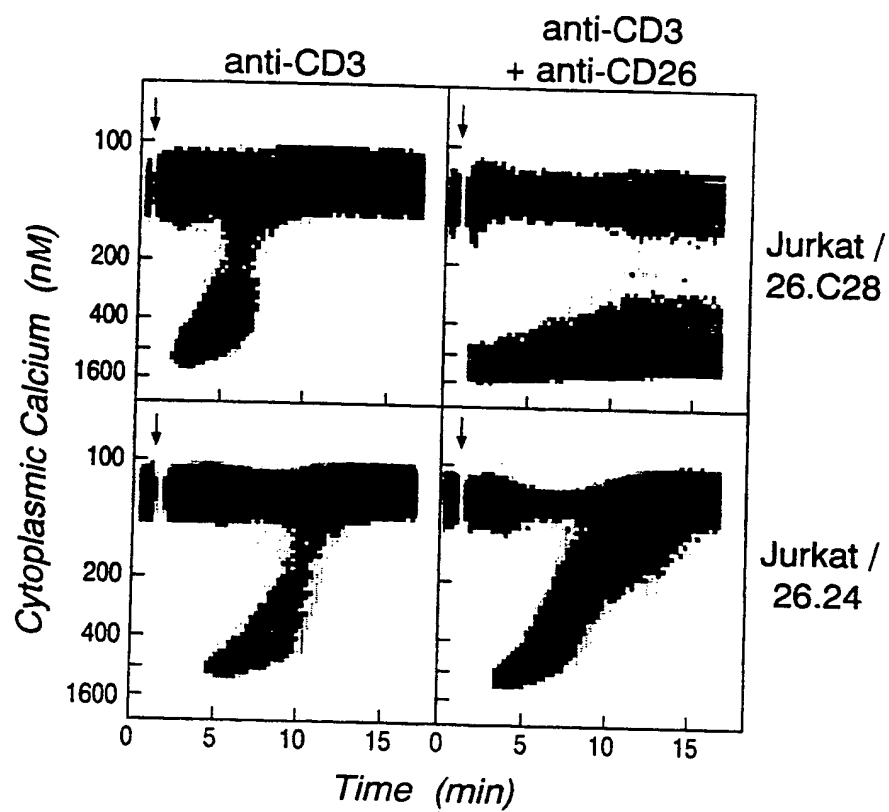 anti-CD3
anti-CD3
+ anti-CD26
100
200
400
1600
Jurkat /
26.C28
100
200
400
1600
Jurkat /
26.24
0 5 10 15 0 5 10 15
Cytoplasmic Calcium (nM)
Time (min)